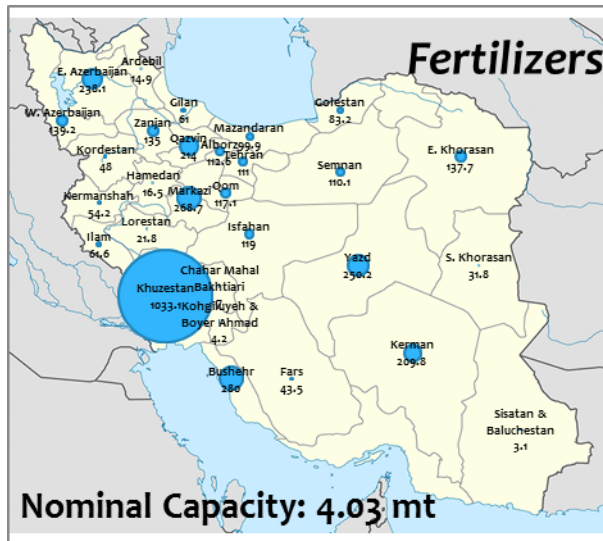 Fertilizers
Ardebil
14.9
E. Azerbaijan
238.1
W. Azerbaijan
139.2
Gilan
61
Golestan
83.2
Zanjan
135
Mazandaran
99.9
Qazvin
214
Alborz
112.6
Tehran
111
Kordestan
48
Semnan
110.1
E. Khorasan
137.7
Hamedan
16.5
Markazi
268.7
Qom
117.1
Kermanshah
54.2
Lorestan
21.8
Isfahan
119
Ilam
61.6
Yazd
250.2
S. Khorasan
31.8
Chahar Mahal
Bakhtiari
Khuzestan
1033.1
Kohgiluyeh &
Boyer Ahmad
4.2
Kerman
209.8
Bushehr
280
Fars
43.5
Sisatan &
Baluchestan
3.1
Nominal Capacity: 4.03 mt